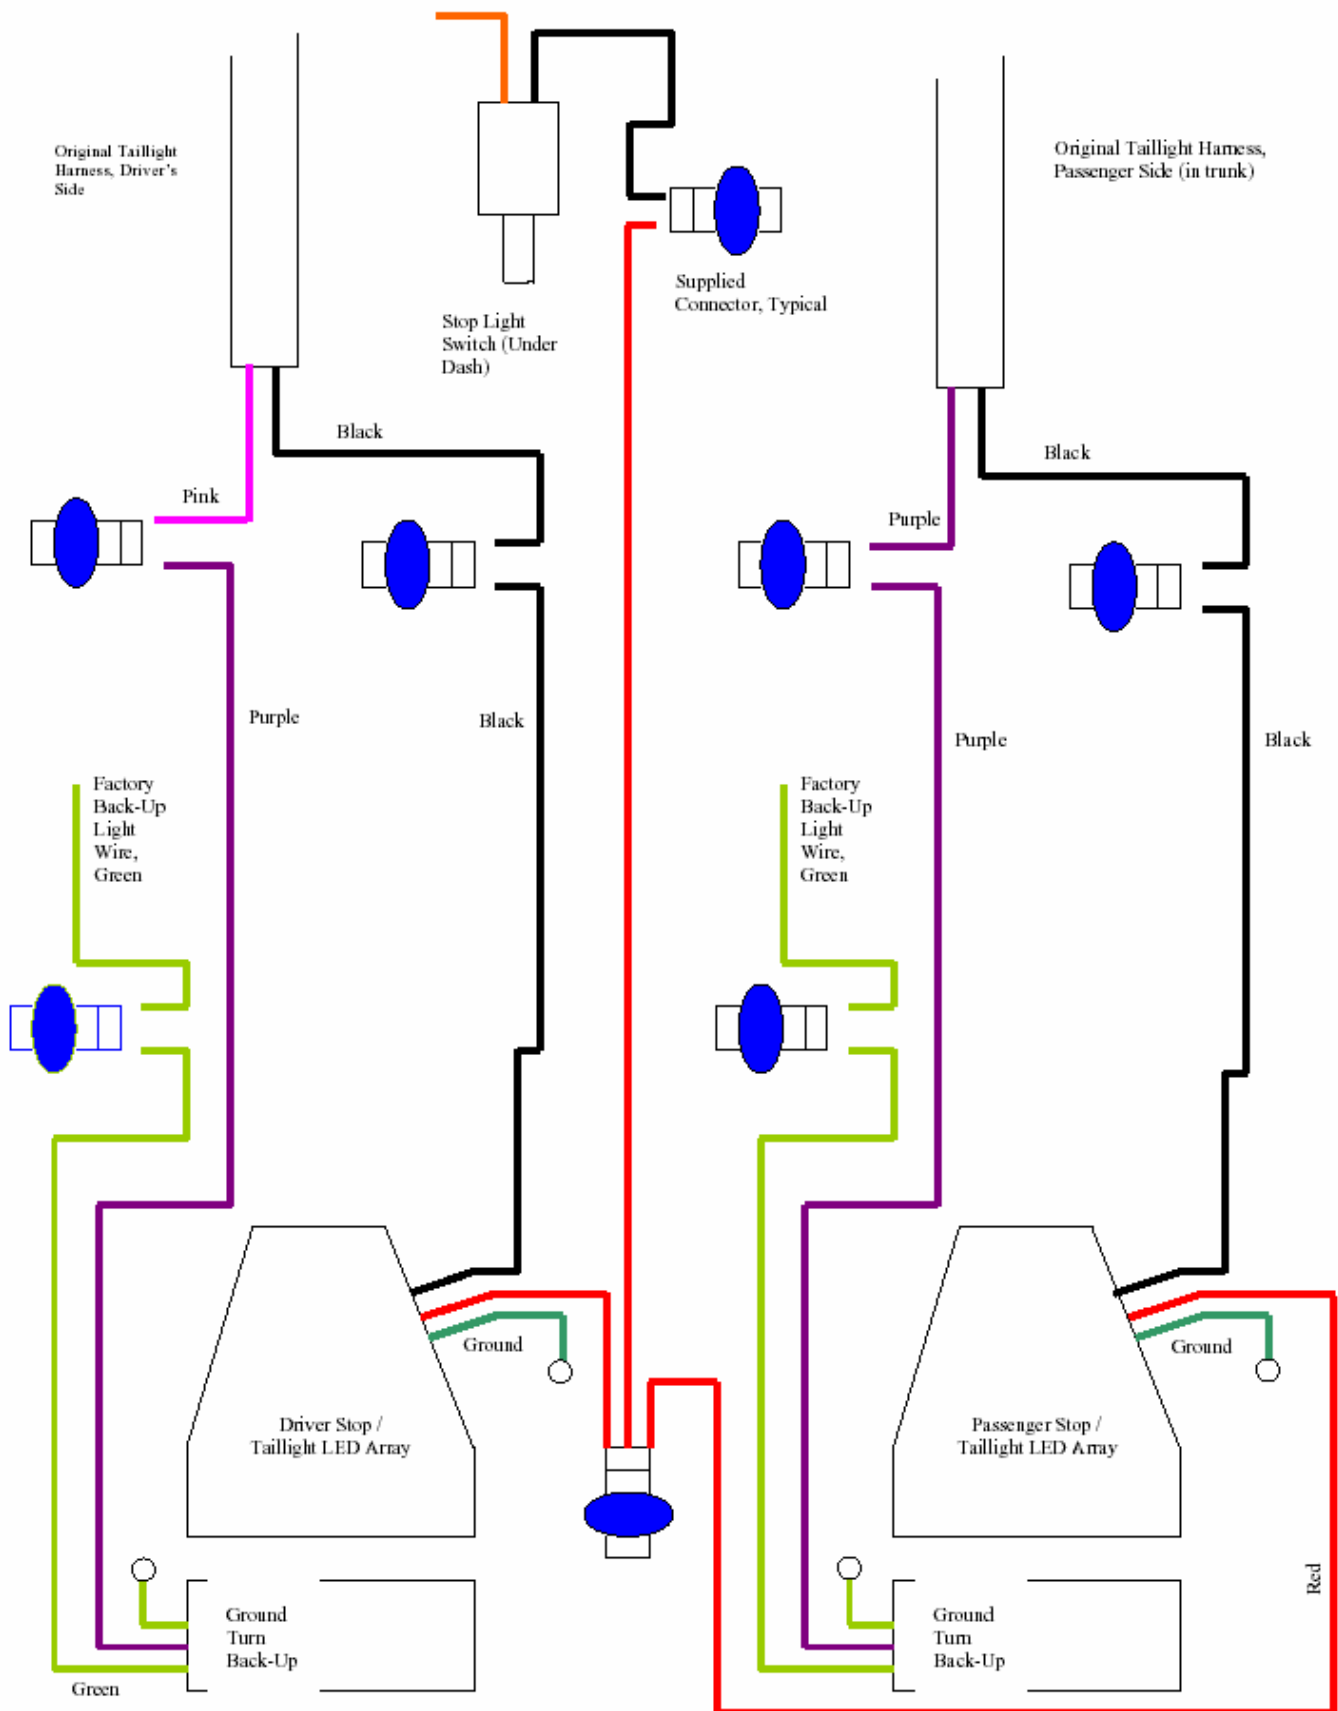 Original Taillight
Harness, Driver's
Side
Original Taillight Harness,
Passenger Side (in trunk)
Supplied
Connector, Typical
Stop Light
Switch (Under
Dash)
Black
Black
Pink
Purple
Purple
Black
Purple
Black
Factory
Back-Up
Light
Wire,
Green
Factory
Back-Up
Light
Wire,
Green
Ground
Ground
Driver Stop /
Taillight LED Array
Passenger Stop /
Taillight LED Array
Red
Ground
Turn
Back-Up
Green
Ground
Turn
Back-Up